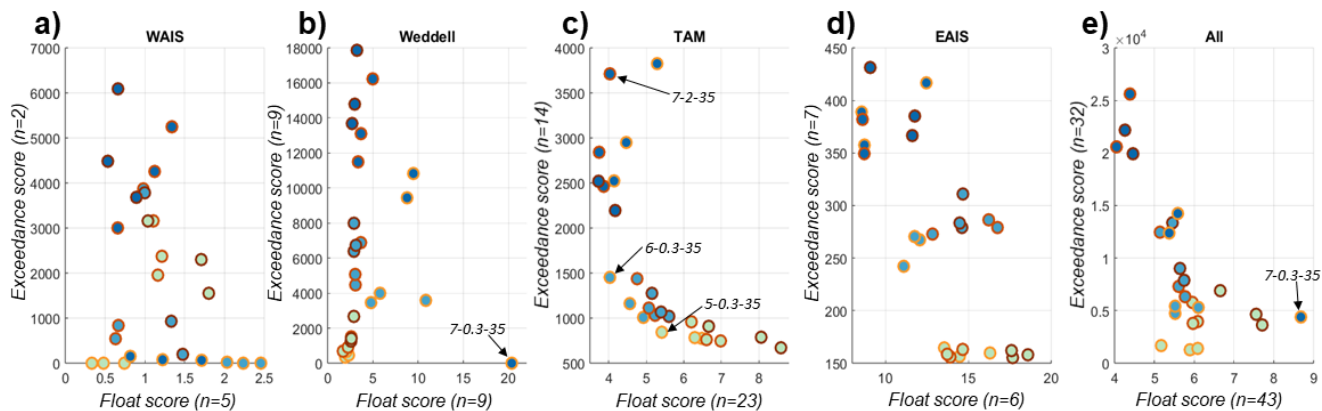 a)
WAIS
Exceedance score (n=2)
7000
6000
5000
4000
3000
2000
1000
0
0 0.5 1 1.5 2 2.5
Float score (n=5)
b)
Weddell
Exceedance score (n=9)
18000
16000
14000
12000
10000
8000
6000
4000
2000
0
7-0.3-35
0 5 10 15 20
Float score (n=9)
c)
TAM
Exceedance score (n=14)
4000
3500
3000
2500
2000
1500
1000
500
7-2-35
6-0.3-35
5-0.3-35
4 5 6 7 8
Float score (n=23)
d)
EAIS
Exceedance score (n=7)
450
400
350
300
250
200
150
10 15 20
Float score (n=6)
e)
All
Exceedance score (n=32)
3 ×10⁴
2.5
2
1.5
1
0.5
0
7-0.3-35
4 5 6 7 8 9
Float score (n=43)